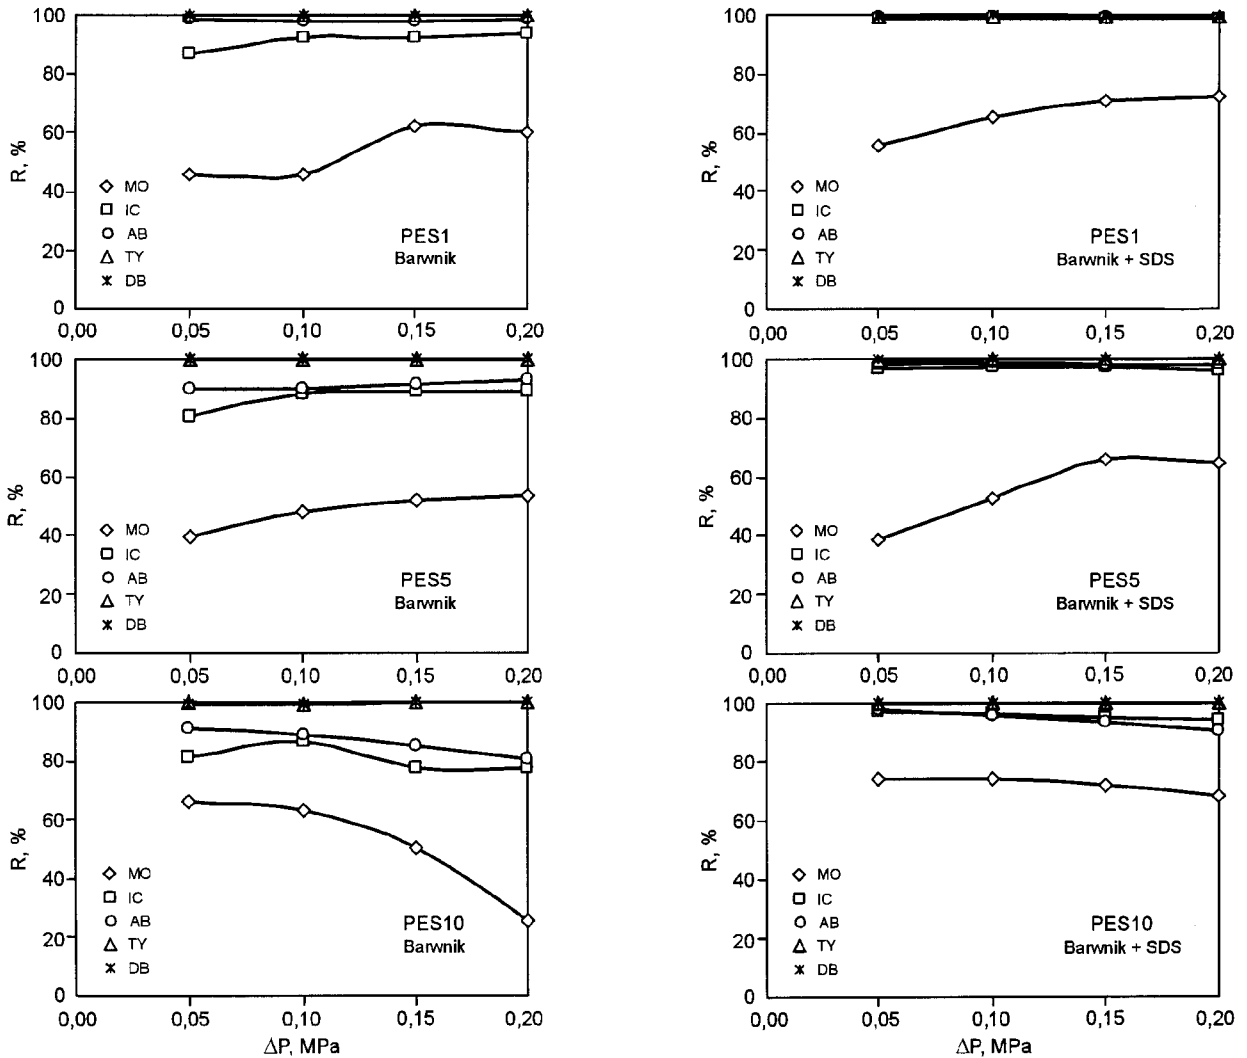 100
80
60
40
20
0
R, %
MO
IC
AB
TY
DB
PES1
Barwnik
0,00 0,05 0,10 0,15 0,20
100
80
60
40
20
0
R, %
MO
IC
AB
TY
DB
PES1
Barwnik + SDS
0,00 0,05 0,10 0,15 0,20
100
80
60
40
20
0
R, %
MO
IC
AB
TY
DB
PES5
Barwnik
0,00 0,05 0,10 0,15 0,20
100
80
60
40
20
0
R, %
MO
IC
AB
TY
DB
PES5
Barwnik + SDS
0,00 0,05 0,10 0,15 0,20
100
80
60
40
20
0
R, %
MO
IC
AB
TY
DB
PES10
Barwnik
0,00 0,05 0,10 0,15 0,20
ΔP, MPa
100
80
60
40
20
0
R, %
MO
IC
AB
TY
DB
PES10
Barwnik + SDS
0,00 0,05 0,10 0,15 0,20
ΔP, MPa